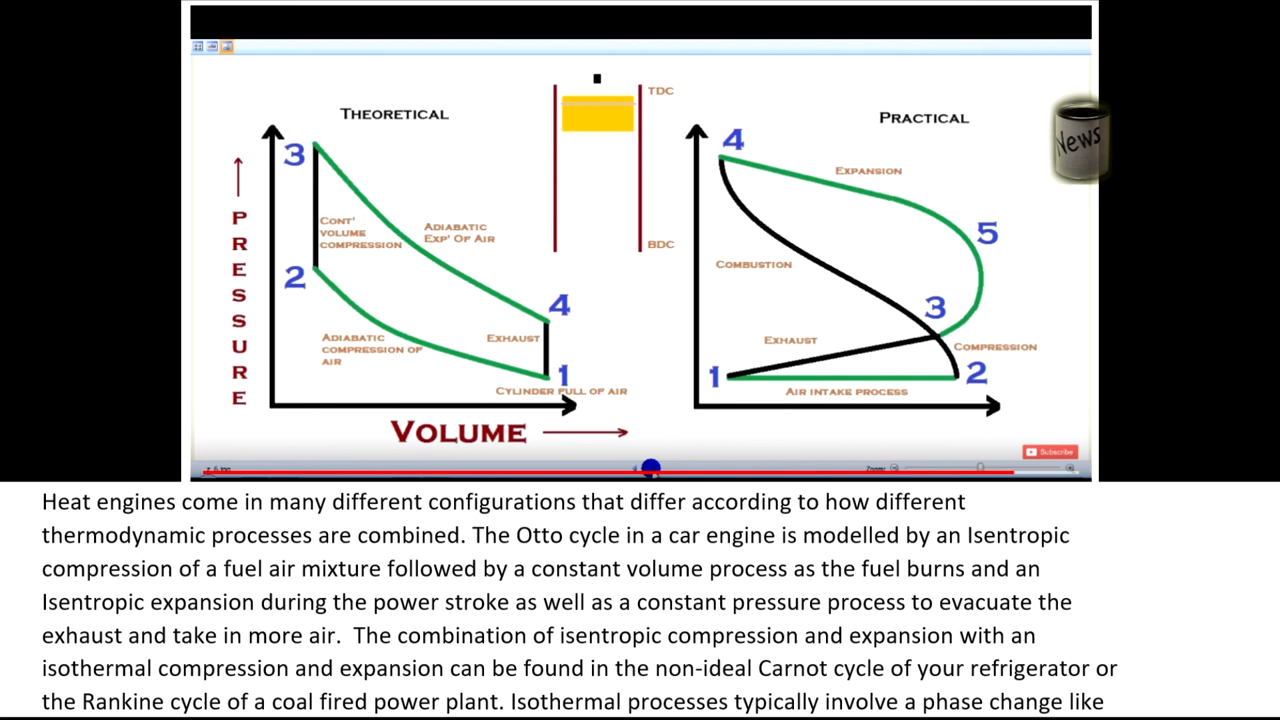 THEORETICAL
TDC
PRACTICAL
News
3
4
CONT'
VOLUME
COMPRESSION
ADIABATIC
EXP' OF AIR
EXPANSION
5
PRESSURE
BDC
COMBUSTION
2
4
3
ADIABATIC
COMPRESSION OF
AIR
EXHAUST
EXHAUST
COMPRESSION
1
1
2
CYLINDER FULL OF AIR
AIR INTAKE PROCESS
VOLUME
Subscribe
Zoom:
Heat engines come in many different configurations that differ according to how different
thermodynamic processes are combined. The Otto cycle in a car engine is modelled by an Isentropic
compression of a fuel air mixture followed by a constant volume process as the fuel burns and an
Isentropic expansion during the power stroke as well as a constant pressure process to evacuate the
exhaust and take in more air.  The combination of isentropic compression and expansion with an
isothermal compression and expansion can be found in the non-ideal Carnot cycle of your refrigerator or
the Rankine cycle of a coal fired power plant. Isothermal processes typically involve a phase change like